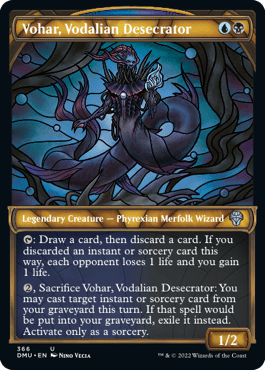 Vohar, Vodalian Desecrator
Legendary Creature — Phyrexian Merfolk Wizard
: Draw a card, then discard a card. If you
discarded an instant or sorcery card this
way, each opponent loses 1 life and you gain
1 life.
2, Sacrifice Vohar, Vodalian Desecrator: You
may cast target instant or sorcery card from
your graveyard this turn. If that spell would
be put into your graveyard, exile it instead.
Activate only as a sorcery.
1/2
366 U
DMU • EN Nino Vecia
™ & © 2022 Wizards of the Coast